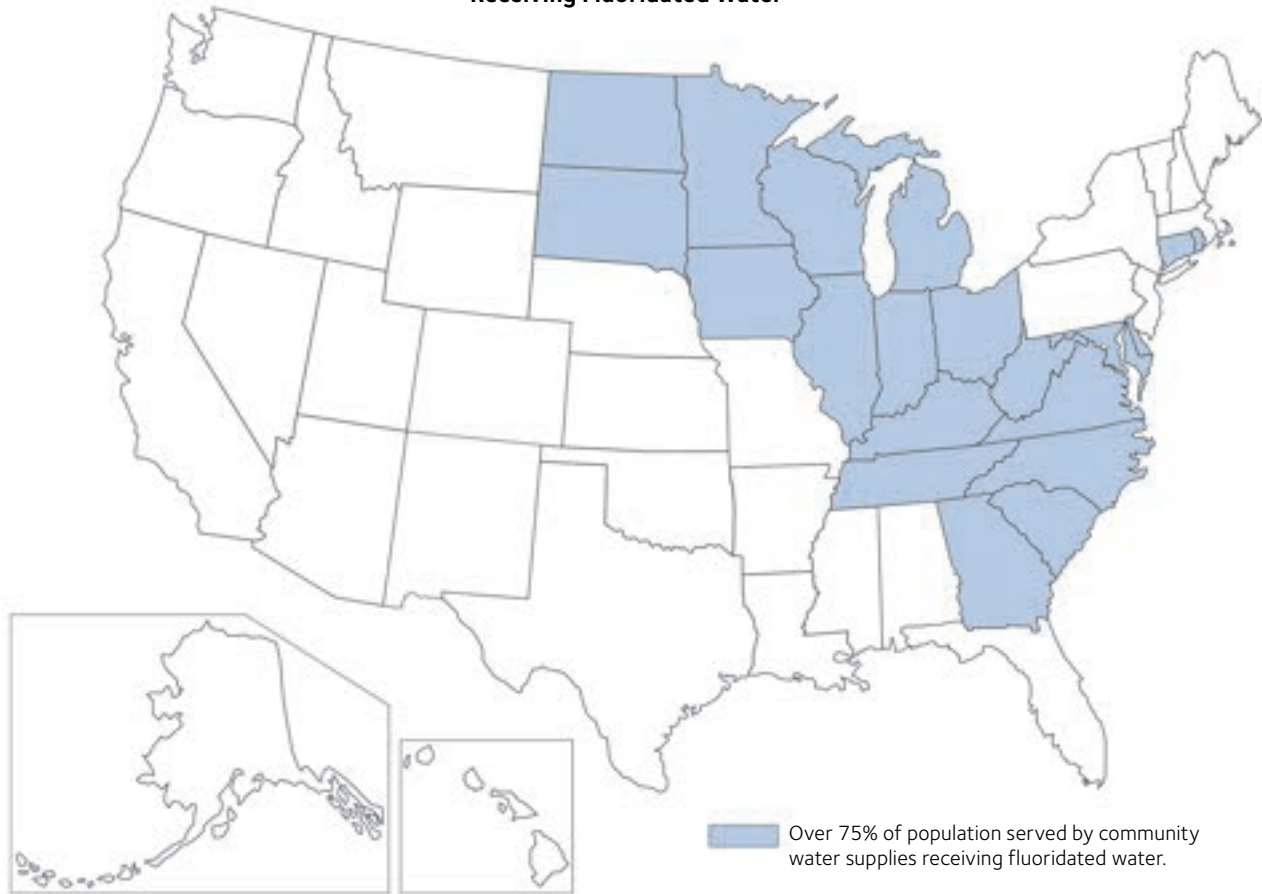 Receiving Fluoridated Water
Over 75% of population served by community
water supplies receiving fluoridated water.